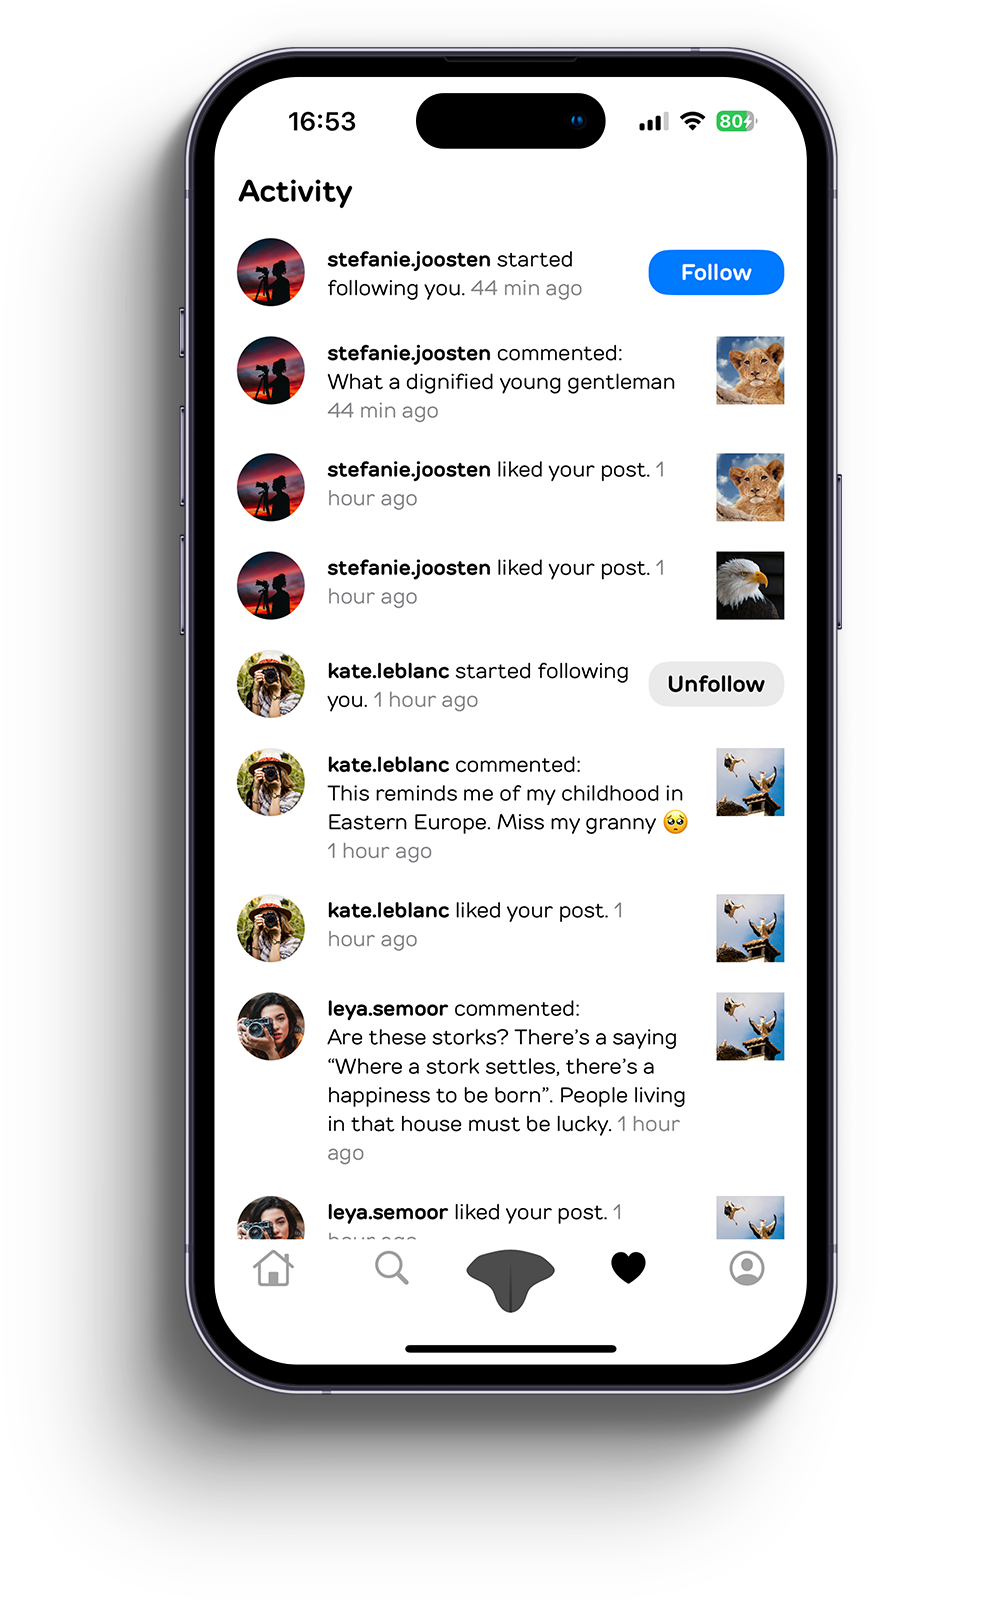 16:53
80
Activity
stefanie.joosten started
following you. 44 min ago
Follow
stefanie.joosten commented:
What a dignified young gentleman
44 min ago
stefanie.joosten liked your post. 1
hour ago
stefanie.joosten liked your post. 1
hour ago
kate.leblanc started following
you. 1 hour ago
Unfollow
kate.leblanc commented:
This reminds me of my childhood in
Eastern Europe. Miss my granny 🥺
1 hour ago
kate.leblanc liked your post. 1
hour ago
leya.semoor commented:
Are these storks? There’s a saying
“Where a stork settles, there’s a
happiness to be born”. People living
in that house must be lucky. 1 hour
ago
leya.semoor liked your post. 1
hour ago